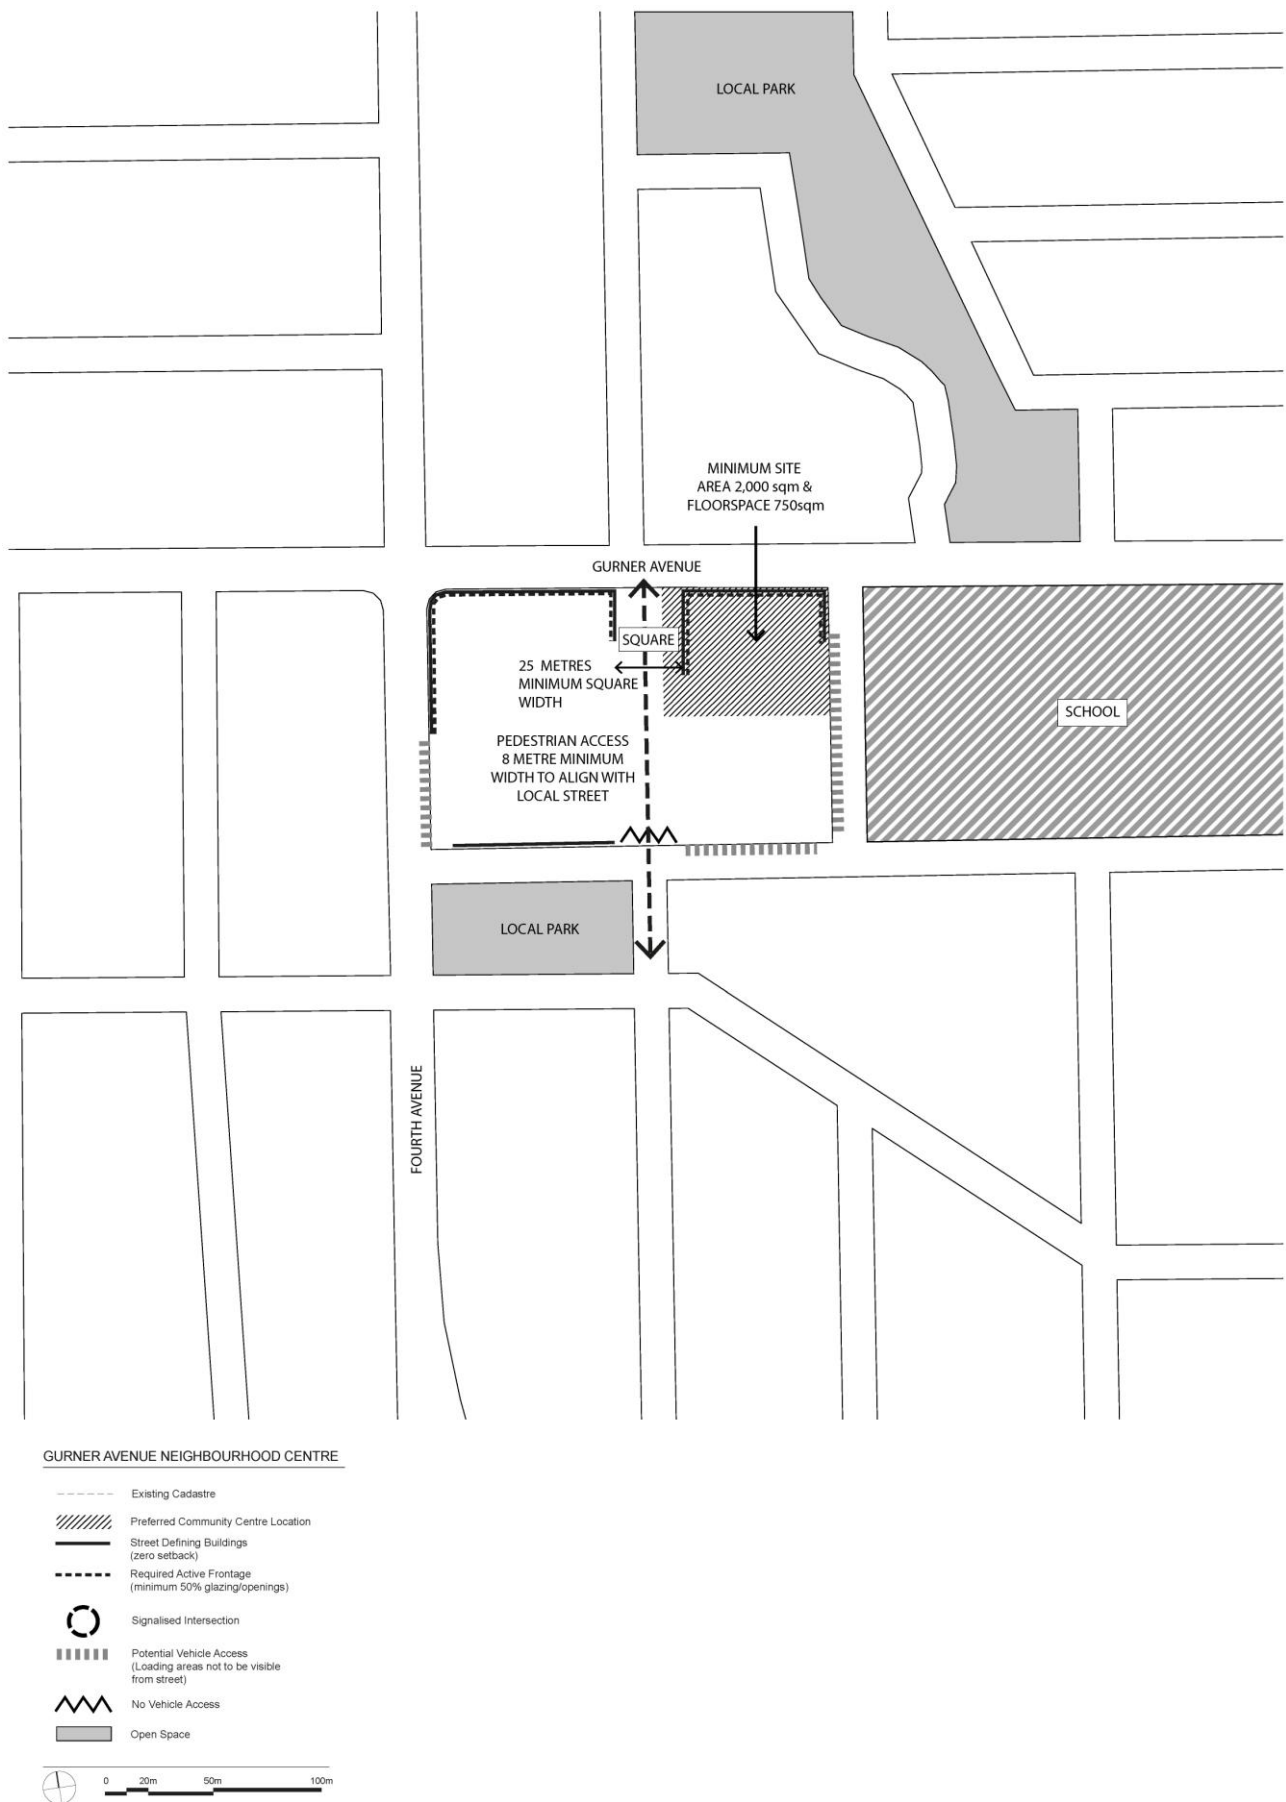 LOCAL PARK
MINIMUM SITE
AREA 2,000 sqm &
FLOORSPACE 750sqm
GURNER AVENUE
SQUARE
25 METRES
MINIMUM SQUARE
WIDTH
SCHOOL
PEDESTRIAN ACCESS
8 METRE MINIMUM
WIDTH TO ALIGN WITH
LOCAL STREET
LOCAL PARK
FOURTH AVENUE
GURNER AVENUE NEIGHBOURHOOD CENTRE
Existing Cadastre
Preferred Community Centre Location
Street Defining Buildings
(zero setback)
Required Active Frontage
(minimum 50% glazing/openings)
Signalised Intersection
Potential Vehicle Access
(Loading areas not to be visible
from street)
No Vehicle Access
Open Space
0 20m 50m 100m